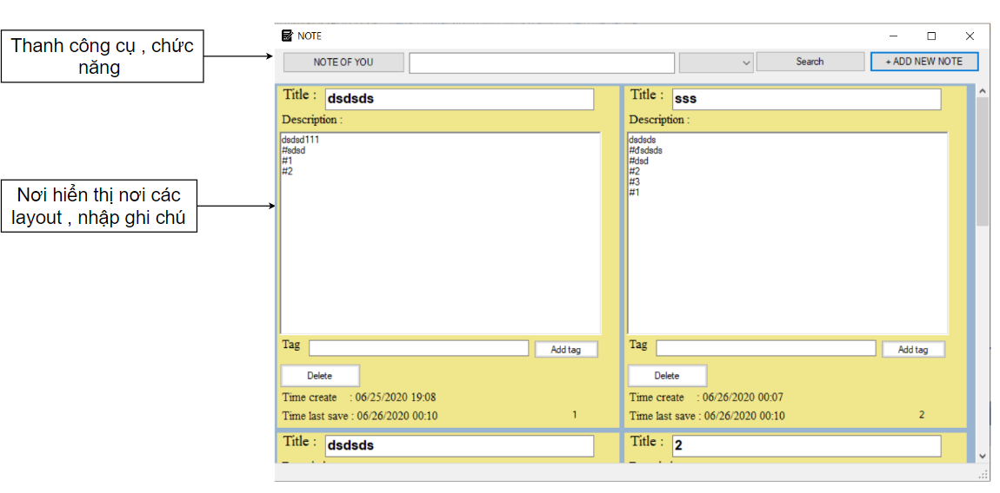 Thanh công cụ , chức
năng
Nơi hiển thị nơi các
layout , nhập ghi chú
NOTE
NOTE OF YOU
Search
+ ADD NEW NOTE
Title :
dsdsds
Description :
dsdsd111
#sdsd
#1
#2
Tag
Add tag
Delete
Time create : 06/25/2020 19:08
Time last save : 06/26/2020 00:10
1
Title :
sss
Description :
dsdsds
#dsdsds
#dsd
#2
#3
#1
Tag
Add tag
Delete
Time create : 06/26/2020 00:07
Time last save : 06/26/2020 00:10
2
Title :
dsdsds
Title :
2